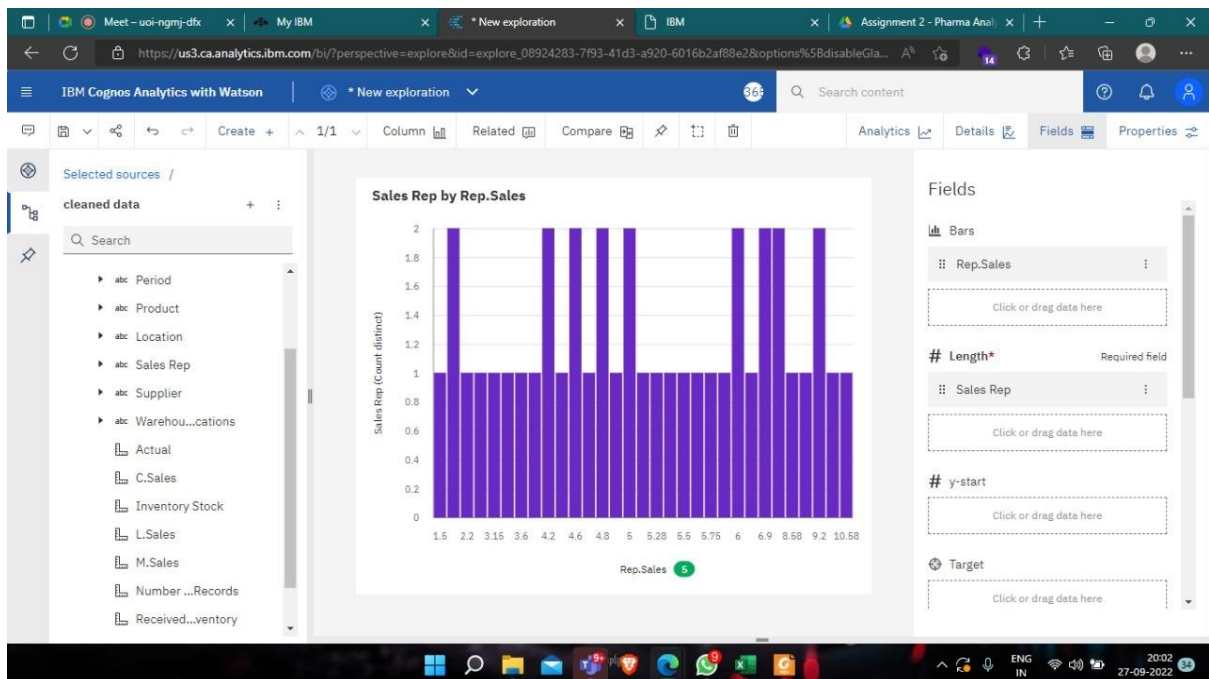 Meet – uoi-ngmj-dfx
My IBM
* New exploration
IBM
Assignment 2 - Pharma Analy
https://us3.ca.analytics.ibm.com/bi/?perspective=explore&id=explore_08924283-7f93-41d3-a920-6016b2af88e2&options%5BdisableGla...
14
IBM Cognos Analytics with Watson
* New exploration
365
Search content
Create +
1/1
Column
Related
Compare
Analytics
Details
Fields
Properties
Selected sources /
cleaned data
Search
abc Period
abc Product
abc Location
abc Sales Rep
abc Supplier
abc Warehou...cations
Actual
C.Sales
Inventory Stock
L.Sales
M.Sales
Number ...Records
Received...ventory
Sales Rep by Rep.Sales
Sales Rep (Count distinct)
2
1.8
1.6
1.4
1.2
1
0.8
0.6
0.4
0.2
0
1.5 2.2 3.15 3.6 4.2 4.6 4.8 5 5.28 5.5 5.75 6 6.9 8.58 9.2 10.58
Rep.Sales 5
Fields
Bars
Rep.Sales
Click or drag data here
# Length* Required field
Sales Rep
Click or drag data here
# y-start
Click or drag data here
Target
Click or drag data here
9+
ENG
IN
20:02
27-09-2022
34